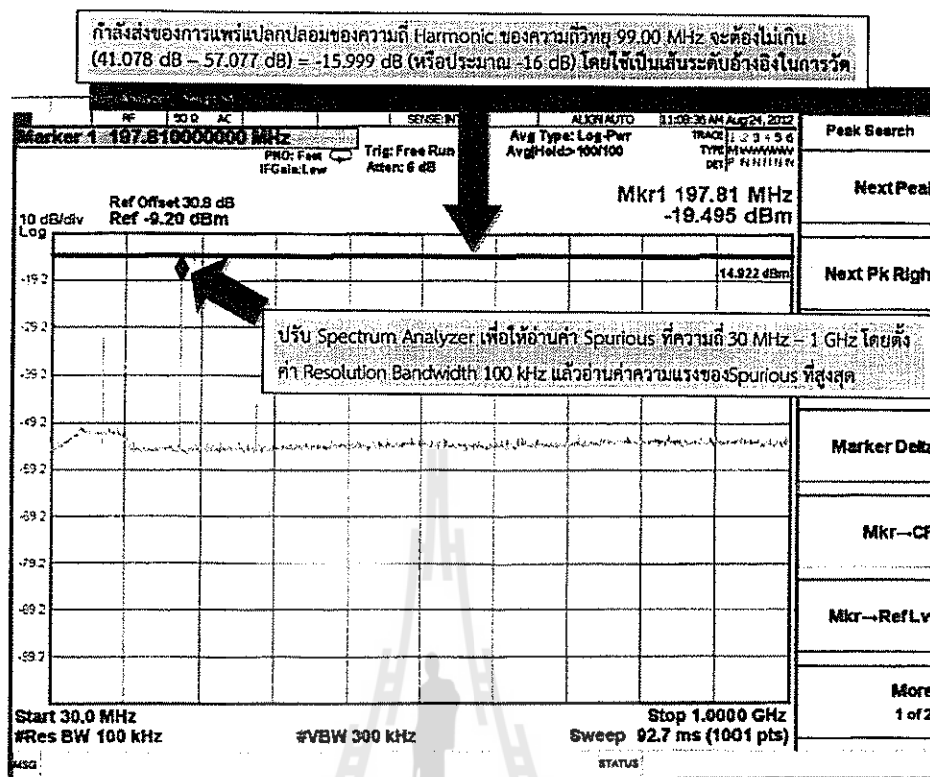 กำลังส่งของการแพร่แปลกปลอมของความถี่ Harmonic ของความถี่วิทยุ 99.00 MHz จะต้องไม่เกิน
(41.078 dB – 57.077 dB) = -15.999 dB (หรือประมาณ -16 dB) โดยใช้เป็นเส้นระดับอ้างอิงในการวัด
RF 50 Ω AC SENSE:INT ALIGN AUTO 11:09:36 AM Aug 24, 2012
Marker 1 197.810000000 MHz
PNO: Fast
IFGain:Low
Trig: Free Run
Atten: 6 dB
Avg Type: Log-Pwr
Avg|Hold:>100/100
TRACE 1 2 3 4 5 6
TYPE MWWWWW
DET P N N N N N
Peak Search
Mkr1 197.81 MHz
-19.495 dBm
Ref Offset 30.8 dB
Ref -9.20 dBm
10 dB/div
Log
Next Peak
-14.922 dBm
Next Pk Righ
-19.2
-29.2
-39.2
-49.2
-59.2
-69.2
-79.2
-89.2
-99.2
ปรับ Spectrum Analyzer เพื่อให้อ่านค่า Spurious ที่ความถี่ 30 MHz – 1 GHz โดยตั้ง
ค่า Resolution Bandwidth 100 kHz แล้วอ่านค่าความแรงของSpurious ที่สูงสุด
Marker Delta
Mkr→CF
Mkr→Ref Lv
More
1 of 2
Start 30.0 MHz
#Res BW 100 kHz
#VBW 300 kHz
Stop 1.0000 GHz
Sweep 92.7 ms (1001 pts)
MSG
STATUS